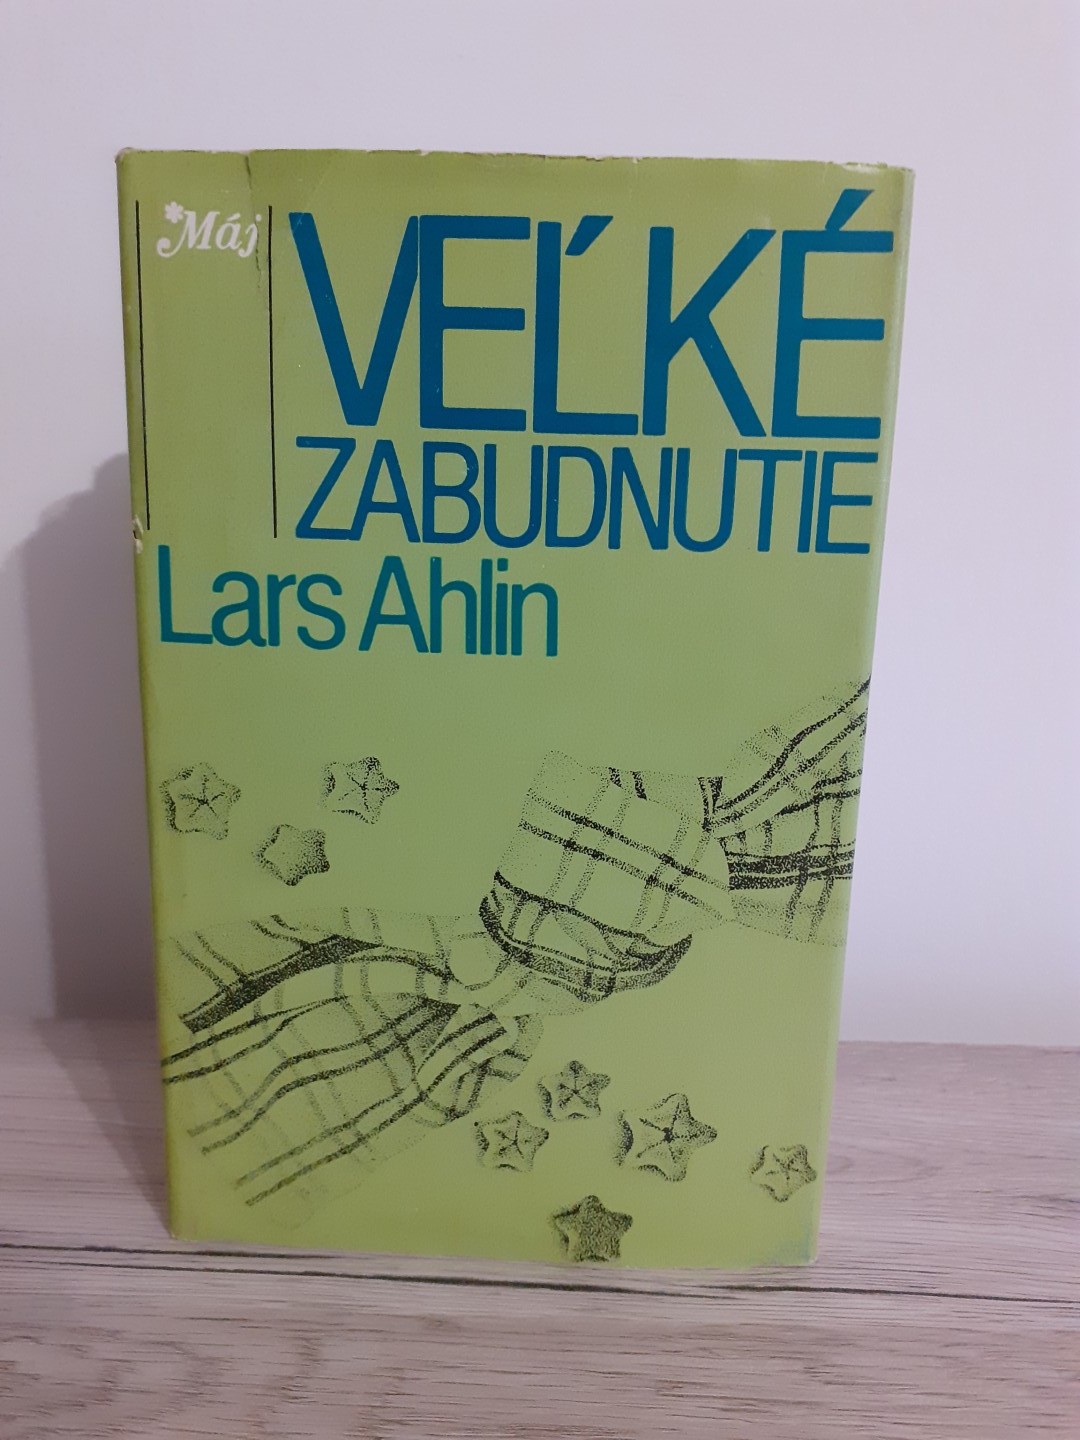 *Máj
VEĽKÉ
ZABUDNUTIE
Lars Ahlin